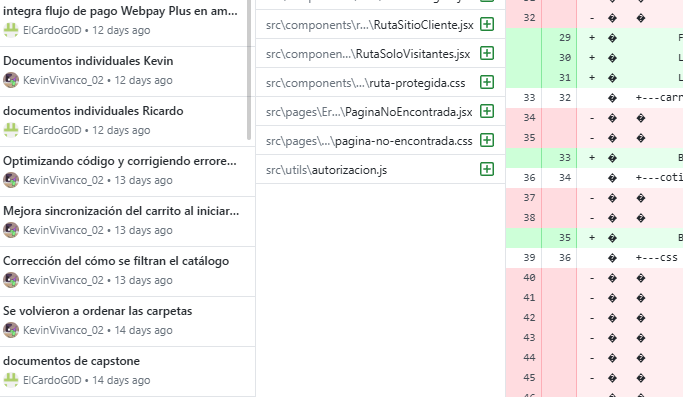 integra flujo de pago Webpay Plus en am...
ElCardoG0D • 12 days ago
Documentos individuales Kevin
KevinVivanco_02 • 12 days ago
documentos individuales Ricardo
ElCardoG0D • 12 days ago
Optimizando código y corrigiendo errore...
KevinVivanco_02 • 13 days ago
Mejora sincronización del carrito al iniciar...
KevinVivanco_02 • 13 days ago
Corrección del cómo se filtran el catálogo
KevinVivanco_02 • 13 days ago
Se volvieron a ordenar las carpetas
KevinVivanco_02 • 14 days ago
documentos de capstone
ElCardoG0D • 14 days ago
src\components\r...\RutaSitioCliente.jsx
src\componen...\RutaSoloVisitantes.jsx
src\components\...\ruta-protegida.css
src\pages\Er...\PaginaNoEncontrada.jsx
src\pages\...\pagina-no-encontrada.css
src\utils\autorizacion.js
32 - � �
29 + � F
30 + � L
31 + � L
33 32 � +---carr
34 - � �
35 - � �
33 + � B
36 34 � +---coti
37 - � �
38 - � �
35 + � B
39 36 � +---css
40 - � �
41 - � �
42 - � �
43 - � �
44 - � �
45 - � �